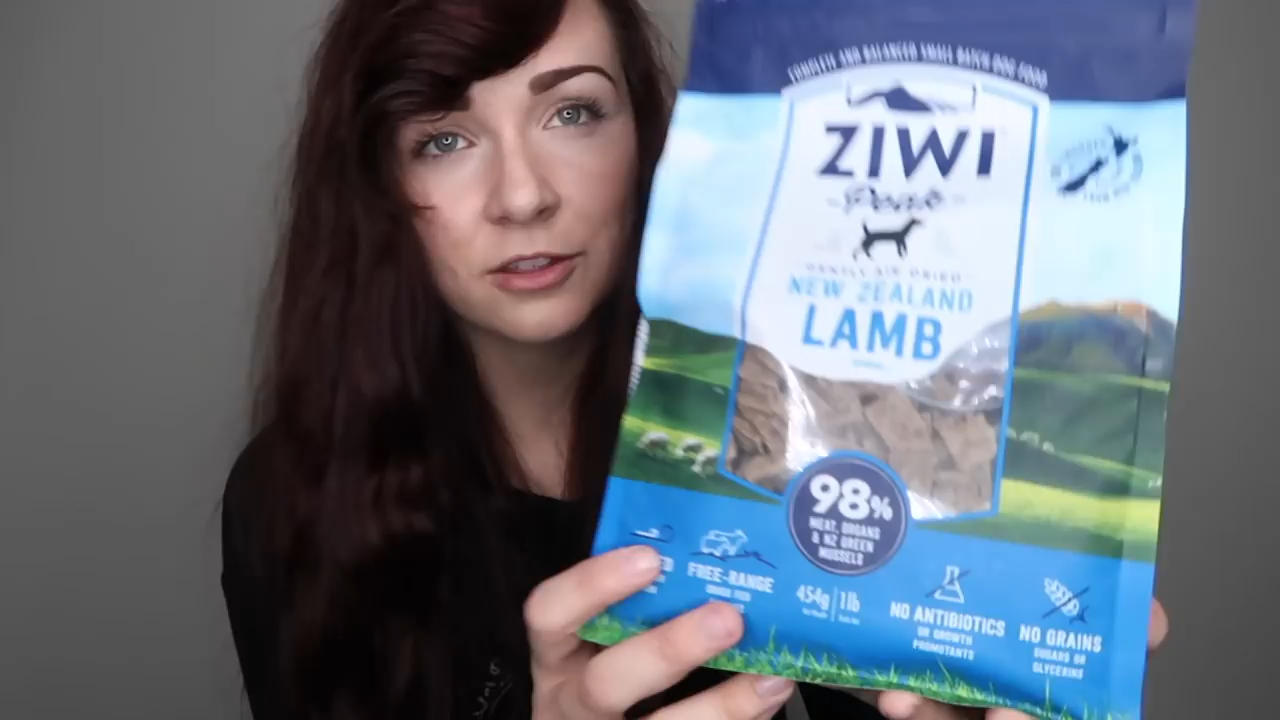 COMPLETE AND BALANCED SMALL BATCH DOG FOOD
ZIWI
Peak
GENTLY AIR DRIED
NEW ZEALAND
LAMB
98%
MEAT, ORGANS
& NZ GREEN
MUSSELS
FREE-RANGE
454g 1lb
NO ANTIBIOTICS
OR GROWTH
PROMOTANTS
NO GRAINS
SUGARS OR
GLYCERINS